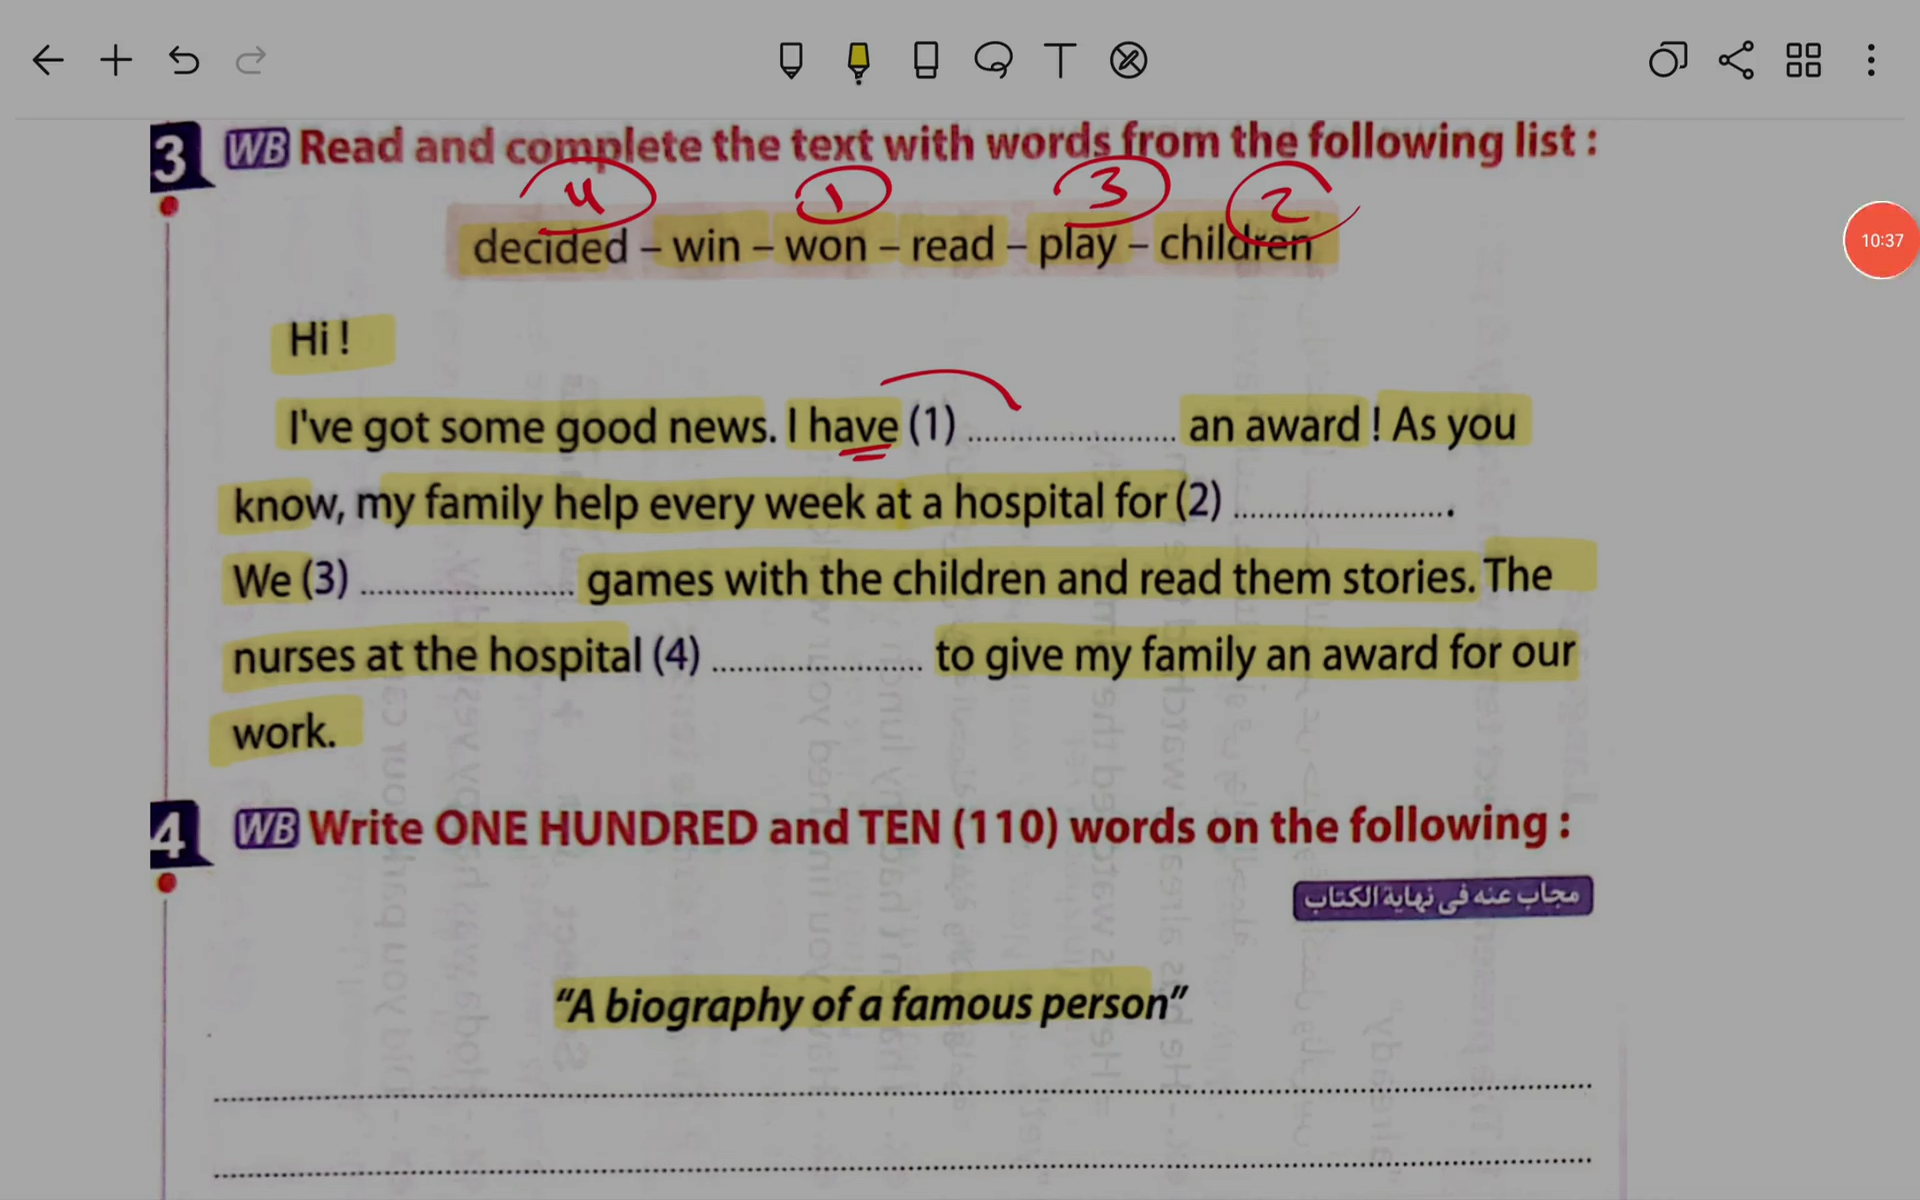 3 WB Read and complete the text with words from the following list :
4 1 3 2
decided – win – won – read – play – children
10:37
Hi !
I've got some good news. I have (1) ........................ an award ! As you
know, my family help every week at a hospital for (2) ........................ .
We (3) ........................ games with the children and read them stories. The
nurses at the hospital (4) ........................ to give my family an award for our
work.
4 WB Write ONE HUNDRED and TEN (110) words on the following :
مجاب عنه فى نهاية الكتاب
“A biography of a famous person”